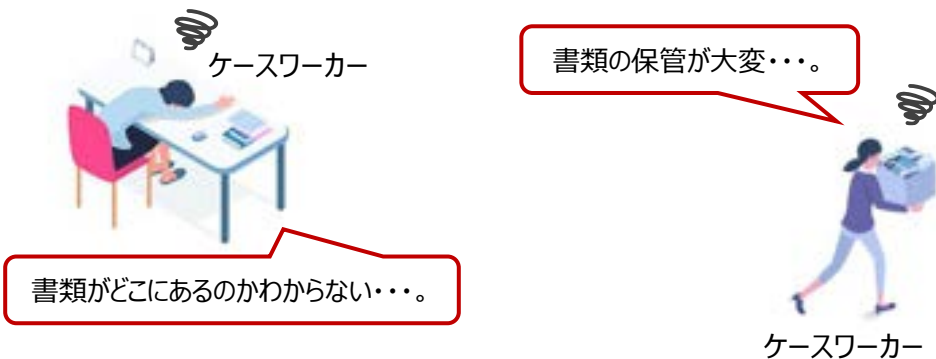 ケースワーカー
書類がどこにあるのかわからない・・・。
書類の保管が大変・・・。
ケースワーカー